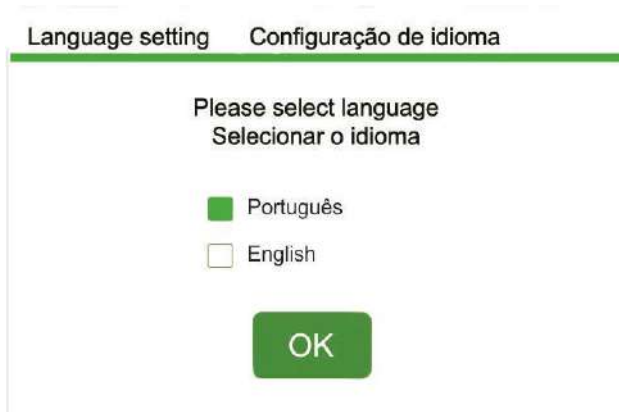 Language setting Configuração de idioma
Please select language
Selecionar o idioma
Português
English
OK